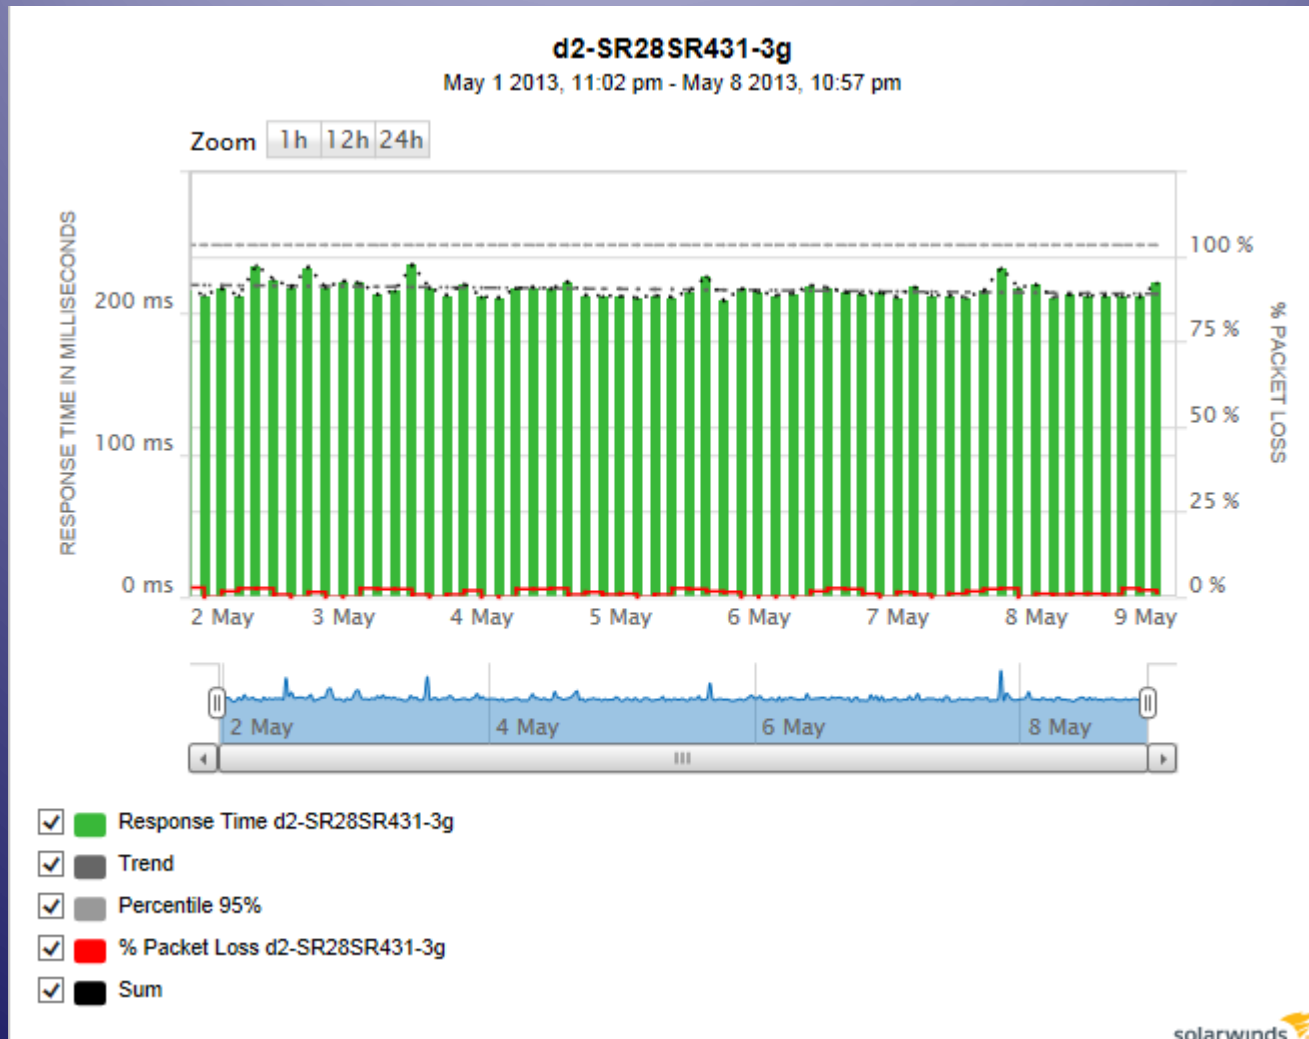 d2-SR28SR431-3g
May 1 2013, 11:02 pm - May 8 2013, 10:57 pm
Zoom 1h 12h 24h
RESPONSE TIME IN MILLISECONDS
200 ms
100 ms
0 ms
100 %
75 %
50 %
25 %
0 %
% PACKET LOSS
2 May 3 May 4 May 5 May 6 May 7 May 8 May 9 May
2 May 4 May 6 May 8 May
Response Time d2-SR28SR431-3g
Trend
Percentile 95%
% Packet Loss d2-SR28SR431-3g
Sum
solarwinds